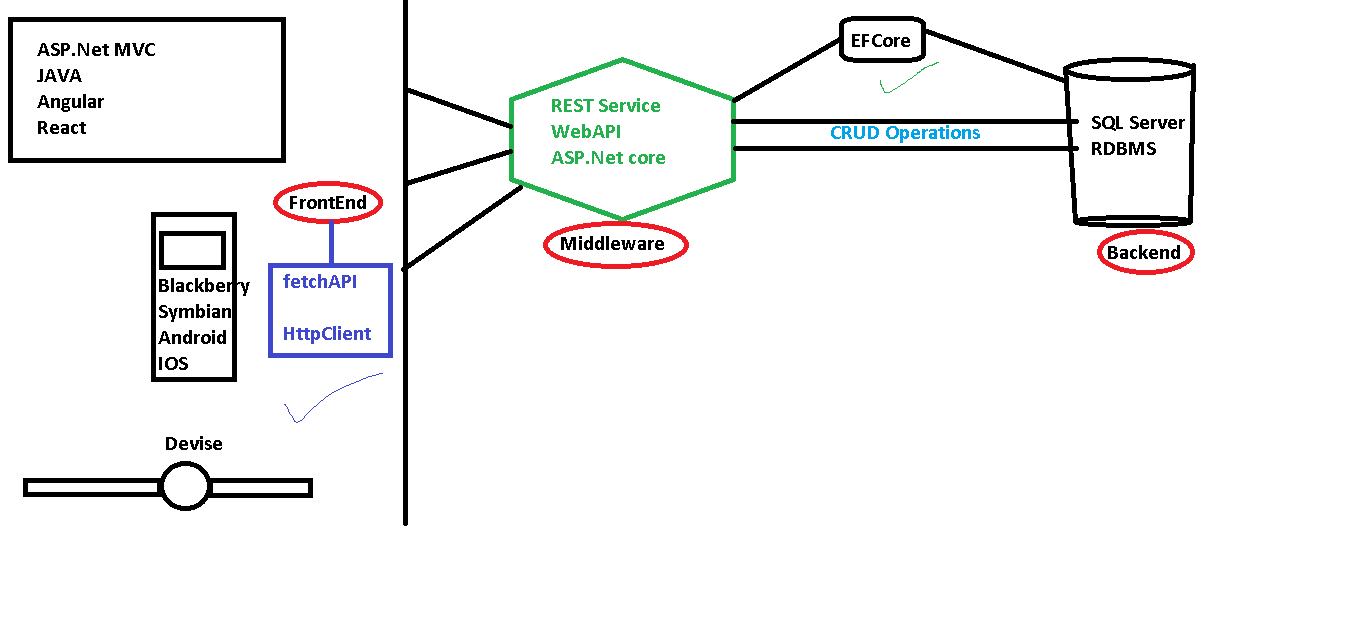 ASP.Net MVC
JAVA
Angular
React
FrontEnd
fetchAPI
HttpClient
Blackberry
Symbian
Android
IOS
Devise
REST Service
WebAPI
ASP.Net core
Middleware
EFCore
CRUD Operations
SQL Server
RDBMS
Backend